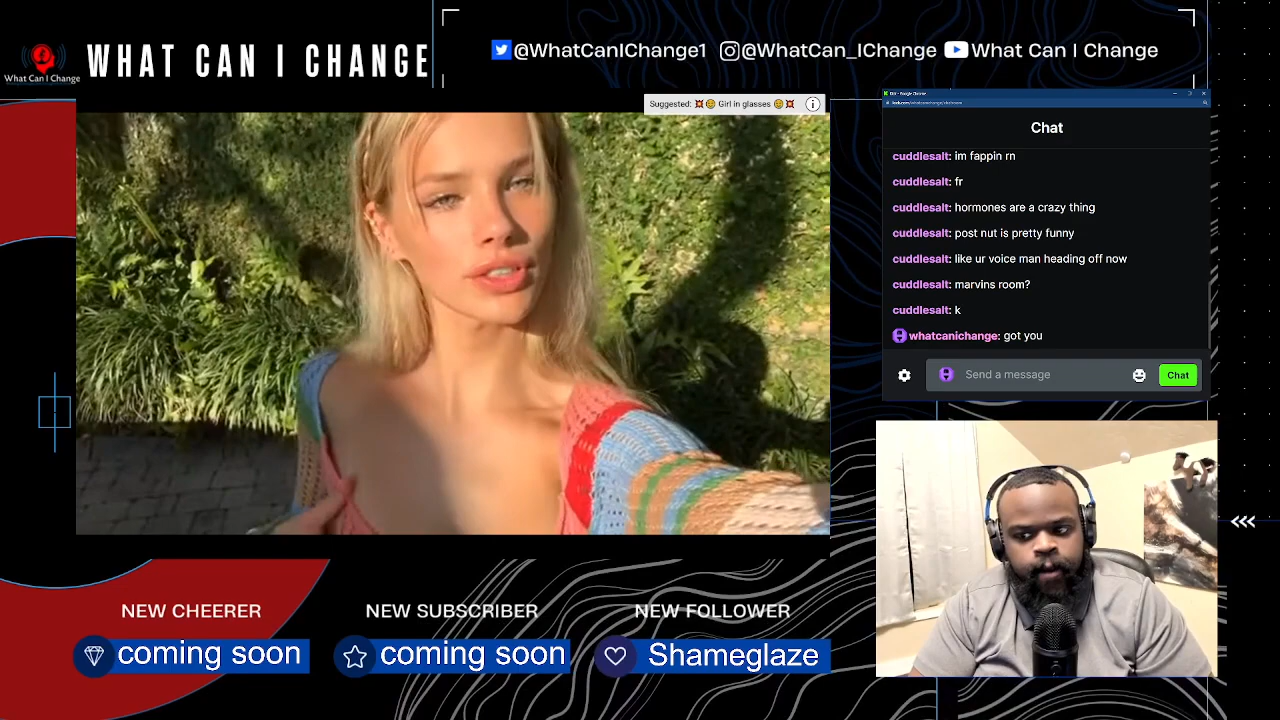 What Can I Change
WHAT CAN I CHANGE
@WhatCanIChange1 @WhatCan_IChange What Can I Change
Suggested: 💥😊 Girl in glasses 😊💥
Chat
cuddlesalt: im fappin rn
cuddlesalt: fr
cuddlesalt: hormones are a crazy thing
cuddlesalt: post nut is pretty funny
cuddlesalt: like ur voice man heading off now
cuddlesalt: marvins room?
cuddlesalt: k
whatcanichange: got you
Send a message
Chat
NEW CHEERER
coming soon
NEW SUBSCRIBER
coming soon
NEW FOLLOWER
Shameglaze